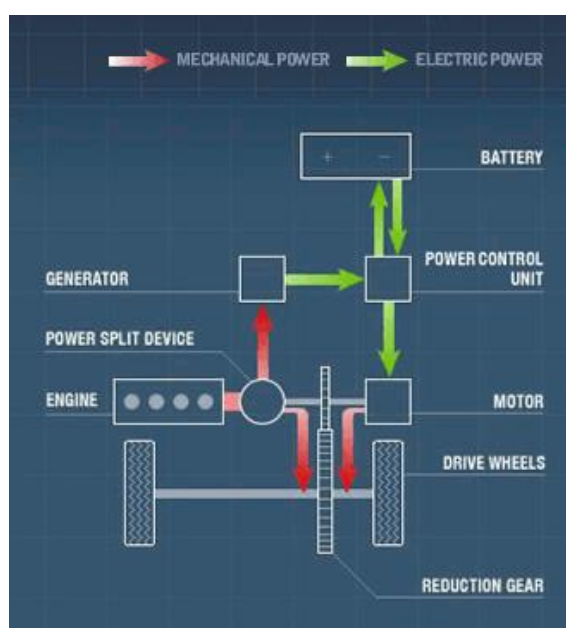 MECHANICAL POWER
ELECTRIC POWER
+ −
BATTERY
POWER CONTROL
UNIT
GENERATOR
POWER SPLIT DEVICE
ENGINE
MOTOR
DRIVE WHEELS
REDUCTION GEAR